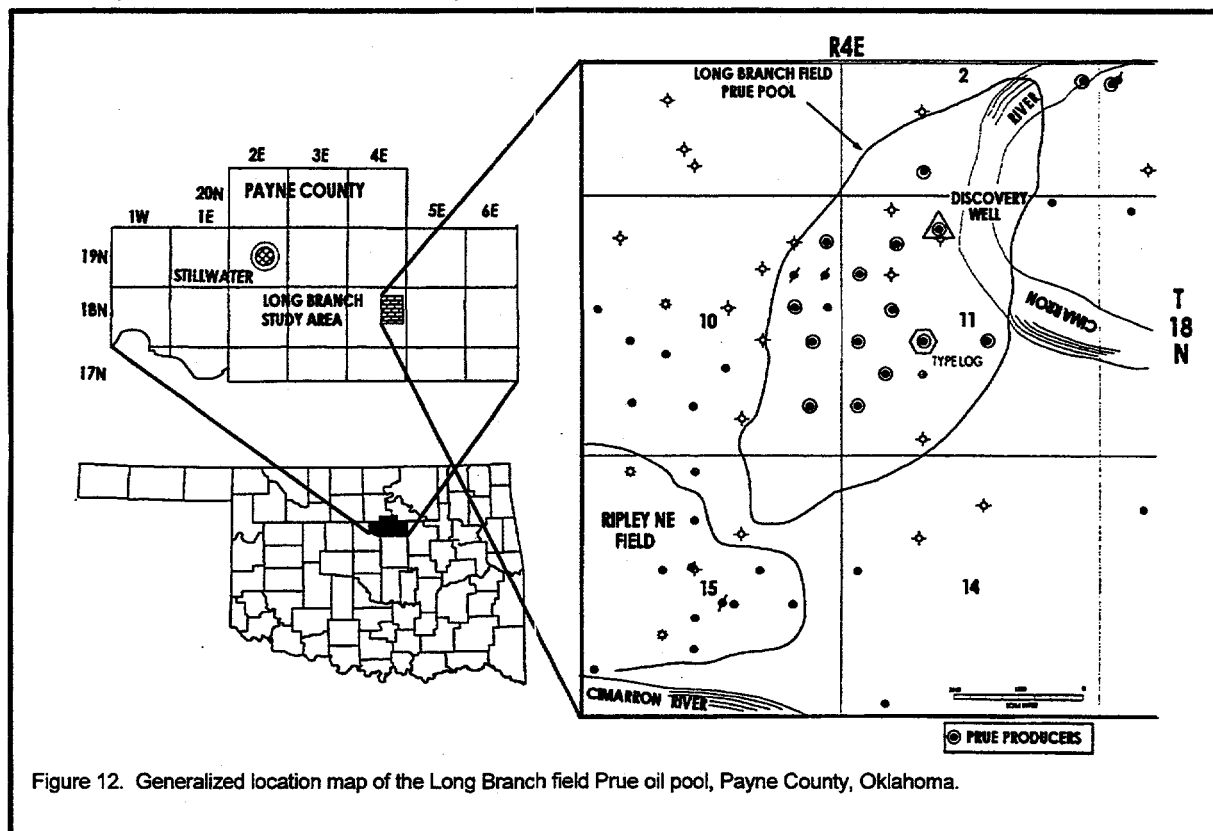 R4E
LONG BRANCH FIELD
PRUE POOL
2
RIVER
2E 3E 4E
PAYNE COUNTY
20N
1W 1E 5E 6E
19N
STILLWATER
LONG BRANCH
STUDY AREA
18N
17N
DISCOVERY
WELL
CIMARRON
T
18
N
10
11
TYPE LOG
RIPLEY NE
FIELD
15
14
CIMARRON RIVER
PRUE PRODUCERS
Figure 12. Generalized location map of the Long Branch field Prue oil pool, Payne County, Oklahoma.